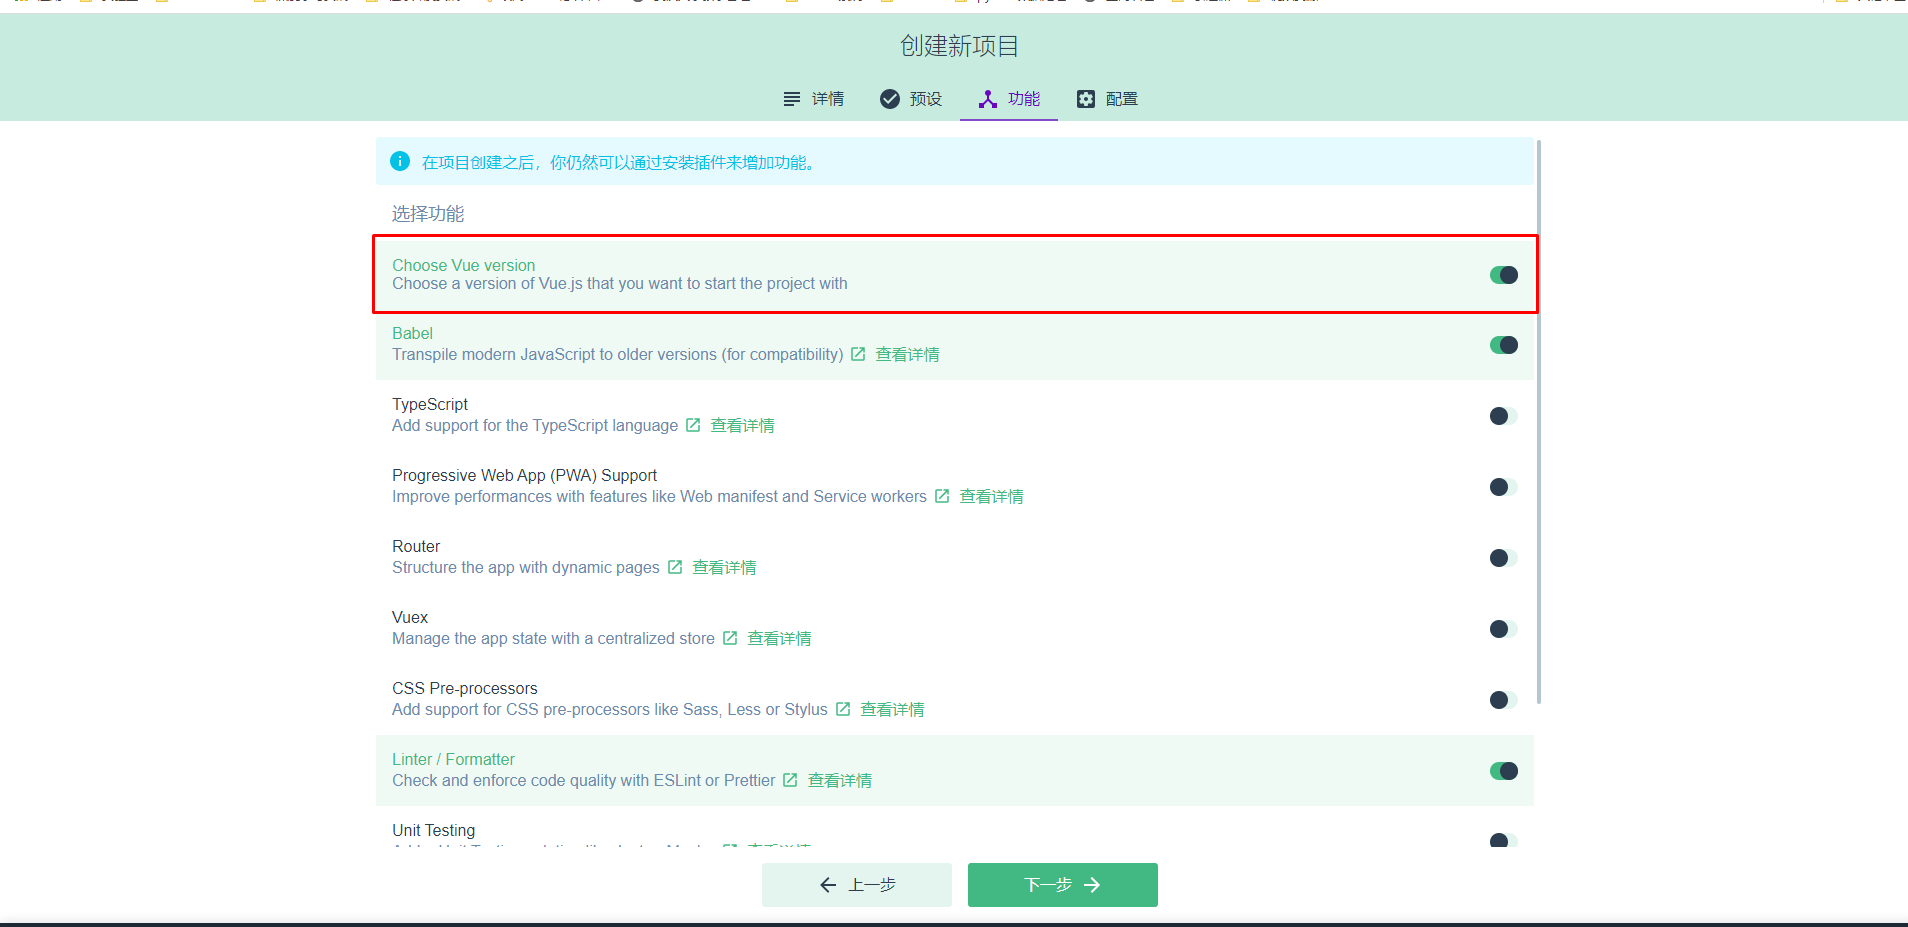 创建新项目
详情 预设 功能 配置
在项目创建之后，你仍然可以通过安装插件来增加功能。
选择功能
Choose Vue version
Choose a version of Vue.js that you want to start the project with
Babel
Transpile modern JavaScript to older versions (for compatibility) 查看详情
TypeScript
Add support for the TypeScript language 查看详情
Progressive Web App (PWA) Support
Improve performances with features like Web manifest and Service workers 查看详情
Router
Structure the app with dynamic pages 查看详情
Vuex
Manage the app state with a centralized store 查看详情
CSS Pre-processors
Add support for CSS pre-processors like Sass, Less or Stylus 查看详情
Linter / Formatter
Check and enforce code quality with ESLint or Prettier 查看详情
Unit Testing
上一步 下一步